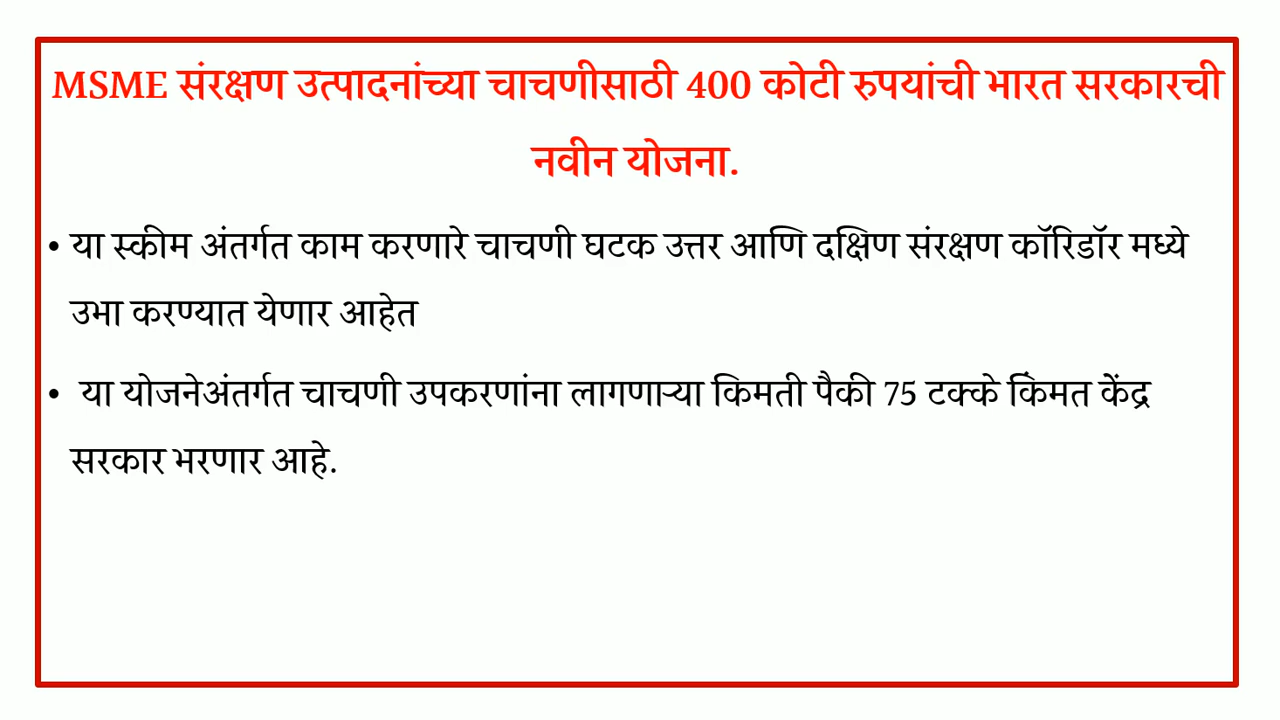 MSME संरक्षण उत्पादनांच्या चाचणीसाठी 400 कोटी रुपयांची भारत सरकारची
नवीन योजना.
• या स्कीम अंतर्गत काम करणारे चाचणी घटक उत्तर आणि दक्षिण संरक्षण कॉरिडॉर मध्ये
उभा करण्यात येणार आहेत
• या योजनेअंतर्गत चाचणी उपकरणांना लागणाऱ्या किमती पैकी 75 टक्के किंमत केंद्र
सरकार भरणार आहे.